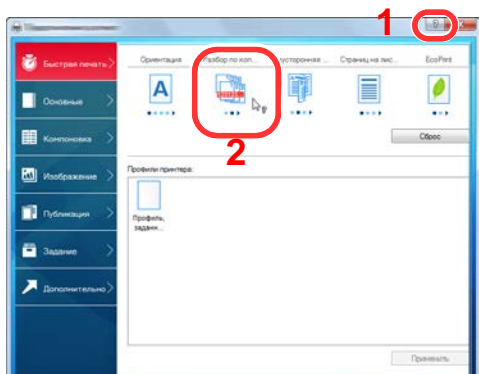 1
?
Быстрая печать
Ориентация
Разбор по коп...
усторонняя ...
Страниц на лис...
EcoPrint
Основные
A
Компоновка
2
Сброс
Изображение
Профили принтера:
Публикация
Профиль,
заданн...
Задание
Дополнительно
Применить